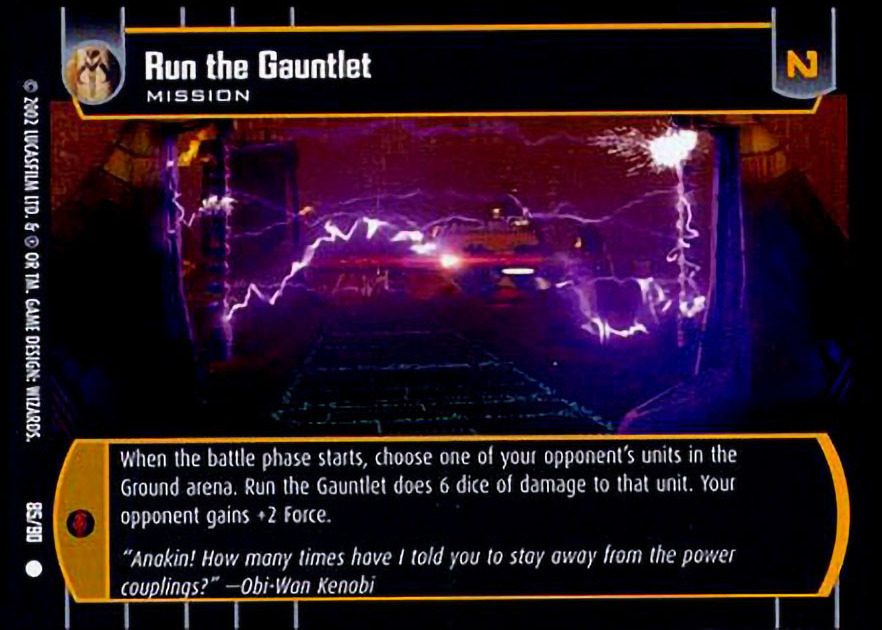 Run the Gauntlet
MISSION
N
When the battle phase starts, choose one of your opponent's units in the
Ground arena. Run the Gauntlet does 6 dice of damage to that unit. Your
opponent gains +2 Force.
"Anakin! How many times have I told you to stay away from the power
couplings?" —Obi-Wan Kenobi
© 2002 LUCASFILM LTD. & ® OR TM. GAME DESIGN: WIZARDS.
85/90